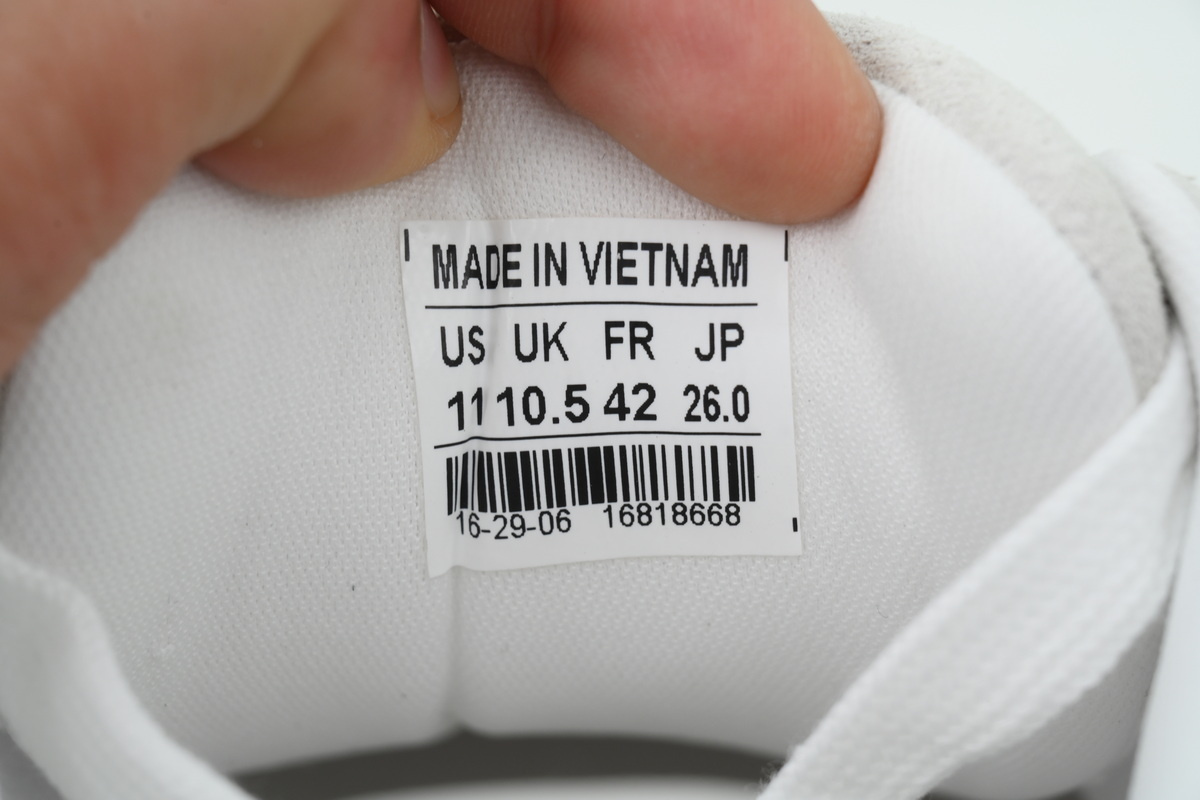 MADE IN VIETNAM
US UK FR JP
11 10.5 42 26.0
16-29-06 16818668